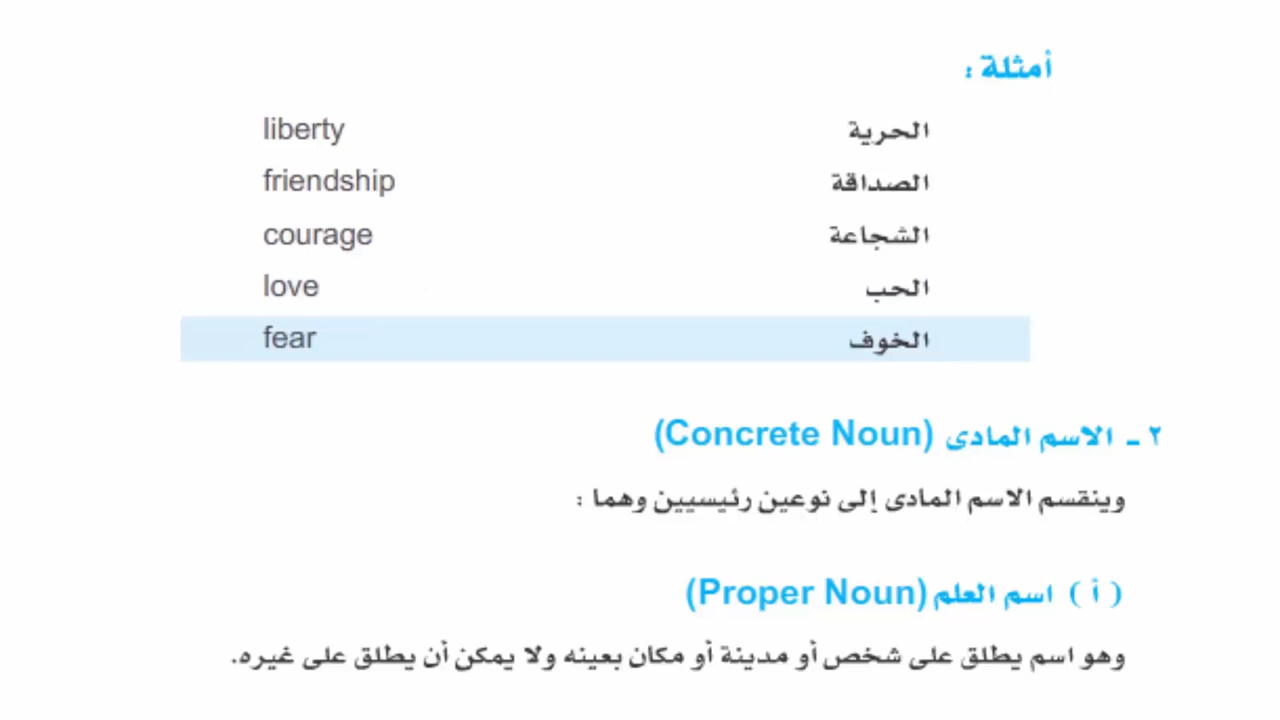 أمثلة :
الحرية liberty
الصداقة friendship
الشجاعة courage
الحب love
الخوف fear
٢ ـ الاسم المادى (Concrete Noun)
وينقسم الاسم المادى إلى نوعين رئيسيين وهما :
( أ ) اسم العلم (Proper Noun)
وهو اسم يطلق على شخص أو مدينة أو مكان بعينه ولا يمكن أن يطلق على غيره.